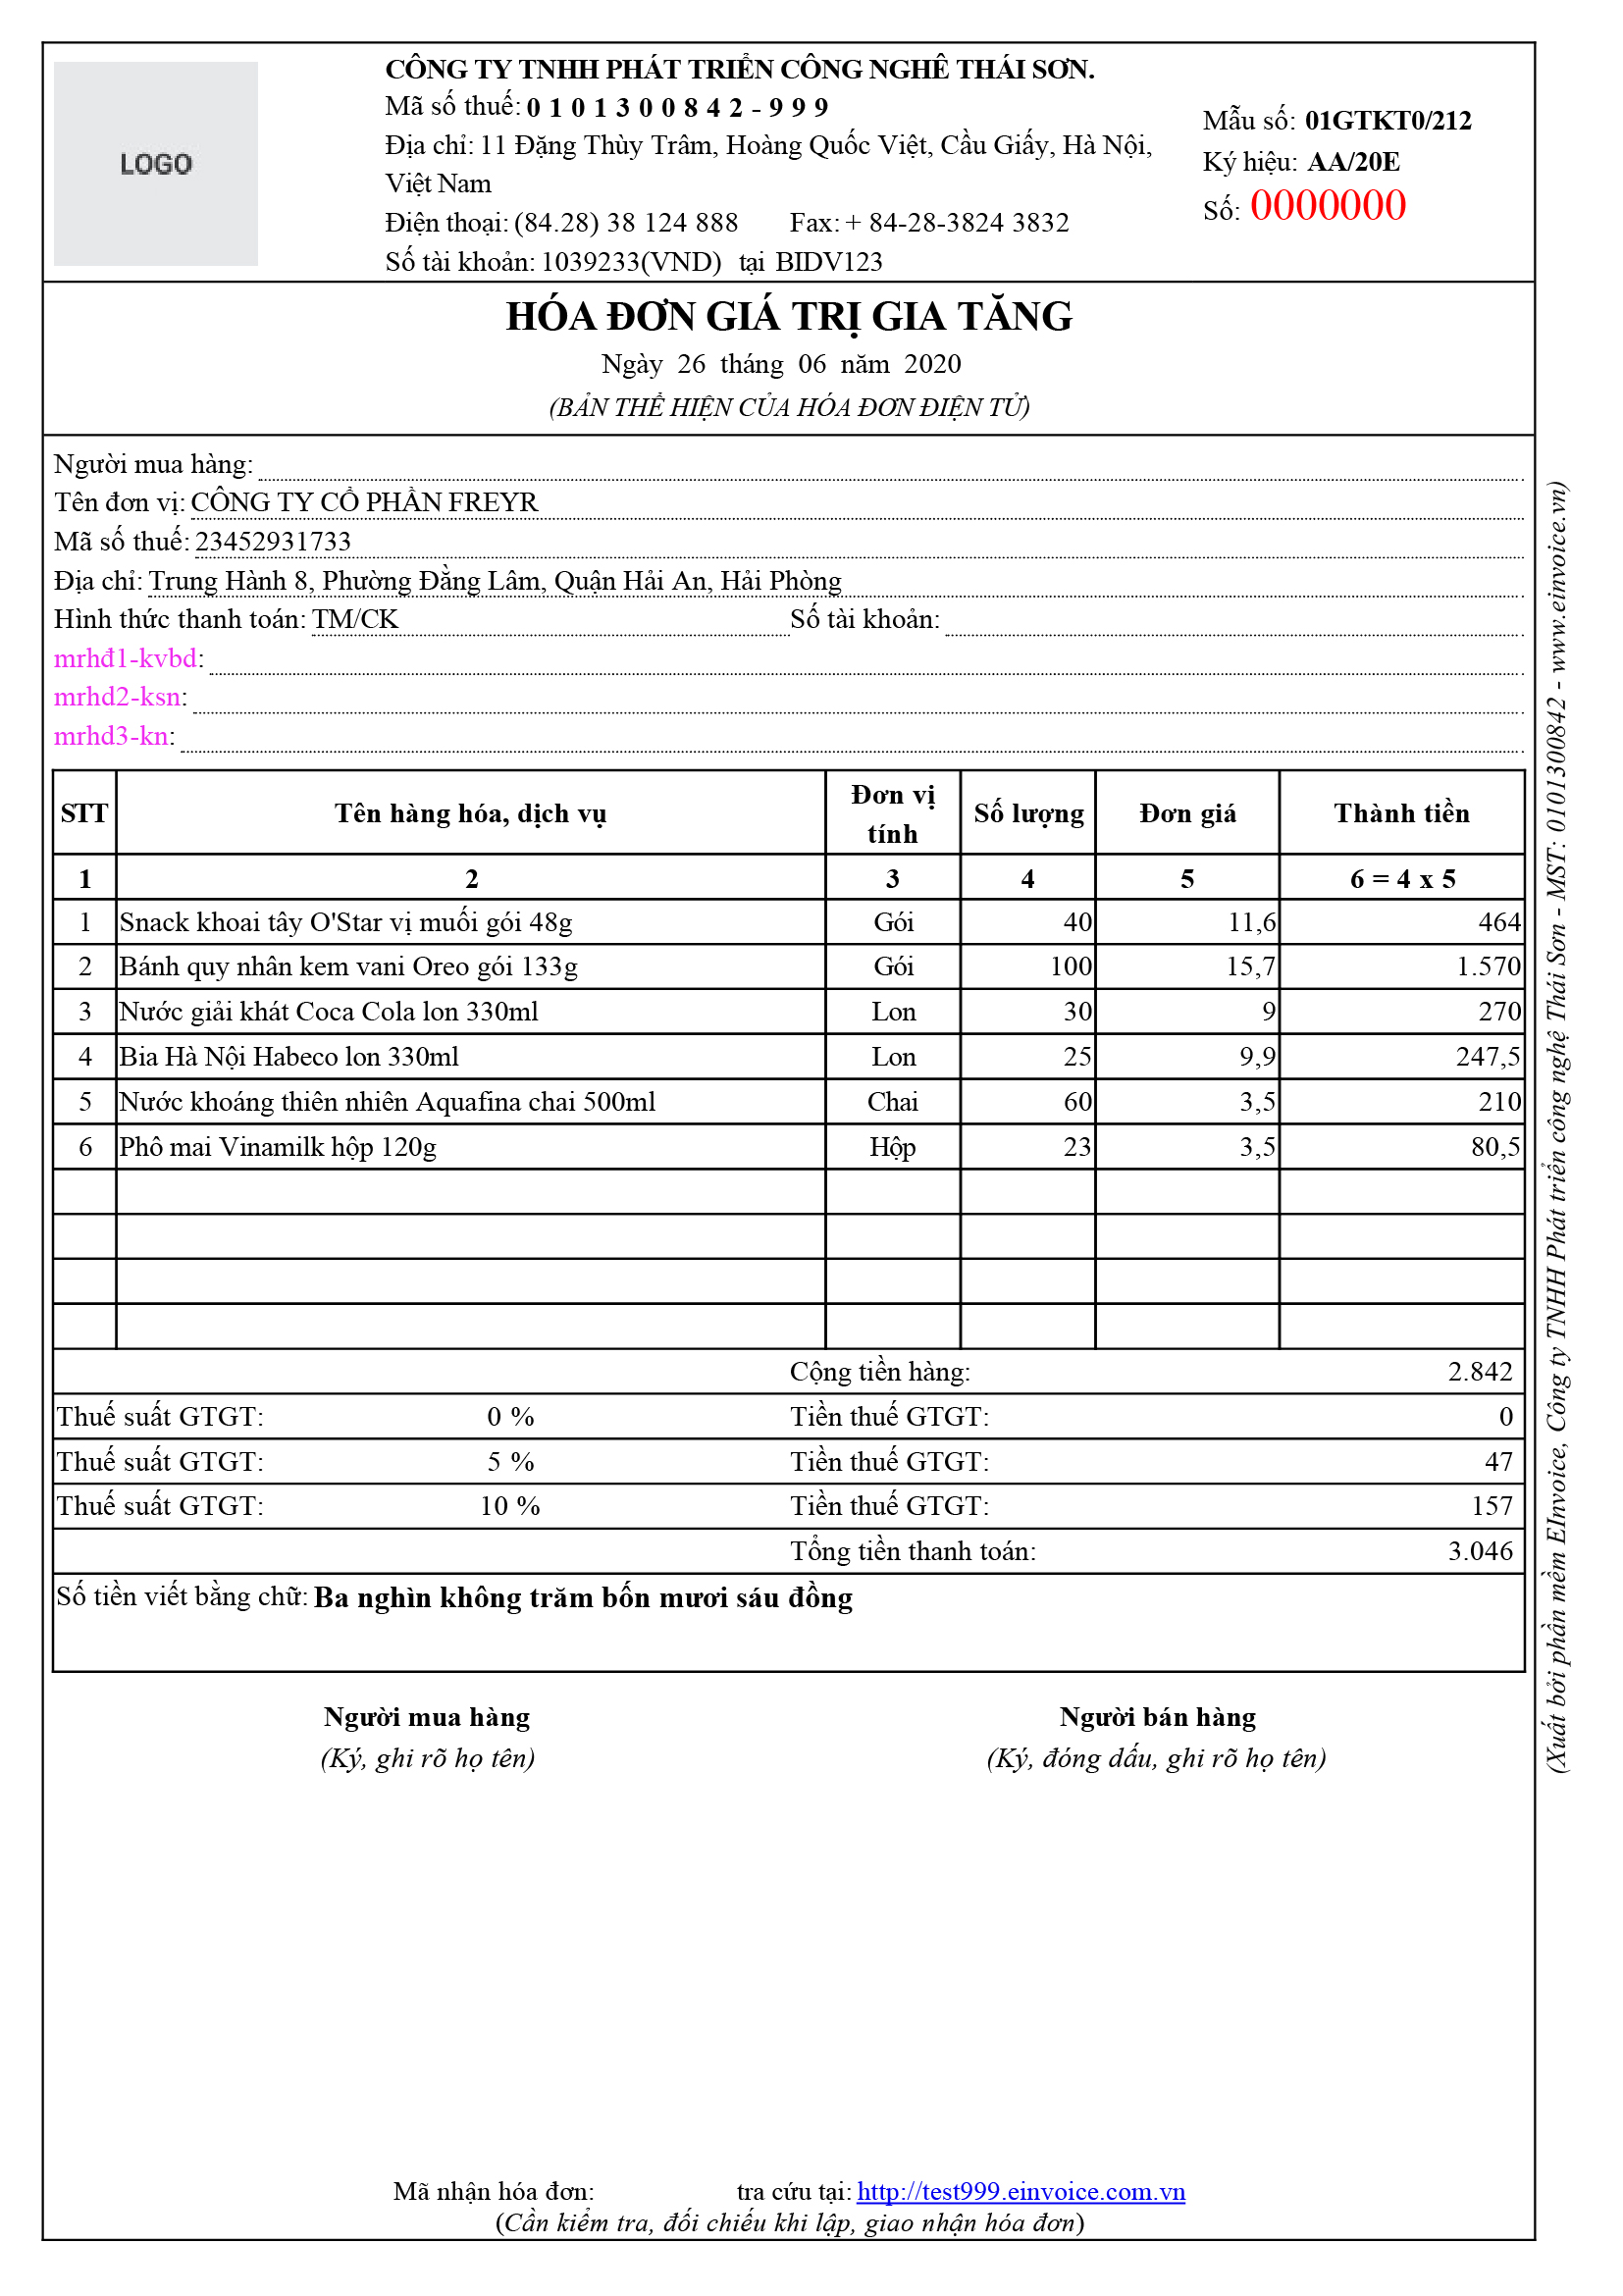 LOGO
CÔNG TY TNHH PHÁT TRIỂN CÔNG NGHÊ THÁI SƠN.
Mã số thuế: 0101300842-999
Địa chỉ: 11 Đặng Thùy Trâm, Hoàng Quốc Việt, Cầu Giấy, Hà Nội,
Việt Nam
Điện thoại: (84.28) 38 124 888 Fax: + 84-28-3824 3832
Số tài khoản: 1039233(VND) tại BIDV123
Mẫu số: 01GTKT0/212
Ký hiệu: AA/20E
Số: 0000000
HÓA ĐƠN GIÁ TRỊ GIA TĂNG
Ngày 26 tháng 06 năm 2020
(BẢN THỂ HIỆN CỦA HÓA ĐƠN ĐIỆN TỬ)
Người mua hàng:
Tên đơn vị: CÔNG TY CỔ PHẦN FREYR
Mã số thuế: 23452931733
Địa chỉ: Trung Hành 8, Phường Đằng Lâm, Quận Hải An, Hải Phòng
Hình thức thanh toán: TM/CK Số tài khoản:
mrhđ1-kvbd:
mrhd2-ksn:
mrhd3-kn:
STT Tên hàng hóa, dịch vụ Đơn vị tính Số lượng Đơn giá Thành tiền
1 2 3 4 5 6 = 4 x 5
1 Snack khoai tây O'Star vị muối gói 48g Gói 40 11,6 464
2 Bánh quy nhân kem vani Oreo gói 133g Gói 100 15,7 1.570
3 Nước giải khát Coca Cola lon 330ml Lon 30 9 270
4 Bia Hà Nội Habeco lon 330ml Lon 25 9,9 247,5
5 Nước khoáng thiên nhiên Aquafina chai 500ml Chai 60 3,5 210
6 Phô mai Vinamilk hộp 120g Hộp 23 3,5 80,5
Cộng tiền hàng: 2.842
Thuế suất GTGT: 0 % Tiền thuế GTGT: 0
Thuế suất GTGT: 5 % Tiền thuế GTGT: 47
Thuế suất GTGT: 10 % Tiền thuế GTGT: 157
Tổng tiền thanh toán: 3.046
Số tiền viết bằng chữ: Ba nghìn không trăm bốn mươi sáu đồng
Người mua hàng Người bán hàng
(Ký, ghi rõ họ tên) (Ký, đóng dấu, ghi rõ họ tên)
Mã nhận hóa đơn: tra cứu tại: http://test999.einvoice.com.vn
(Cần kiểm tra, đối chiếu khi lập, giao nhận hóa đơn)
(Xuất bởi phần mềm EInvoice, Công ty TNHH Phát triển công nghệ Thái Sơn - MST: 0101300842 - www.einvoice.vn)